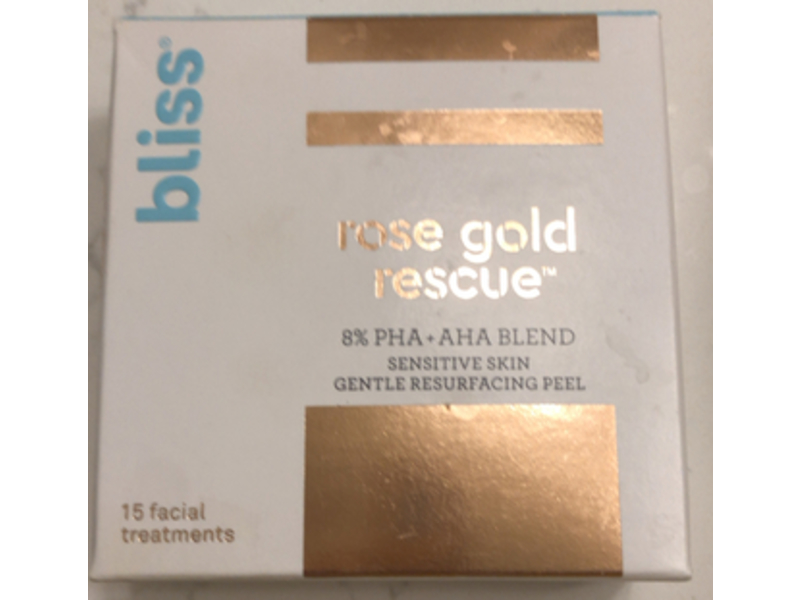 bliss®
rose gold
rescue™
8% PHA+AHA BLEND
SENSITIVE SKIN
GENTLE RESURFACING PEEL
15 facial
treatments